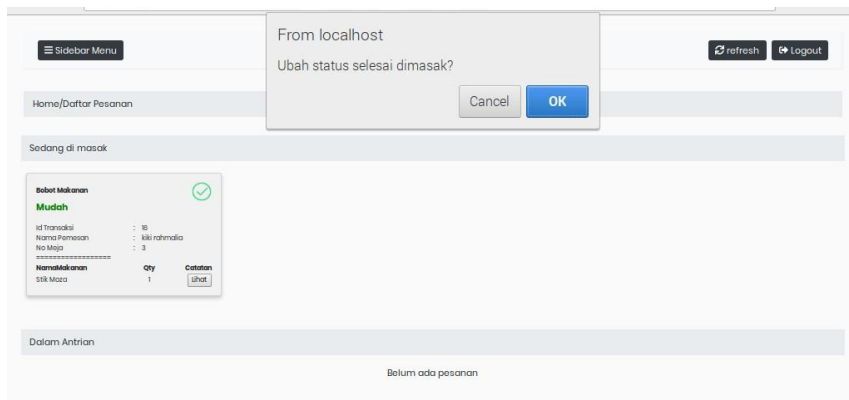 From localhost
Ubah status selesai dimasak?
Cancel OK
Sidebar Menu
refresh Logout
Home/Daftar Pesanan
Sedang di masak
Bobot Makanan
Mudah
Id Transaksi : 16
Nama Pemesan : kiki rahmalia
No Meja : 3
==================
NamaMakanan Qty Catatan
Stik Moza 1 Lihat
Dalam Antrian
Belum ada pesanan